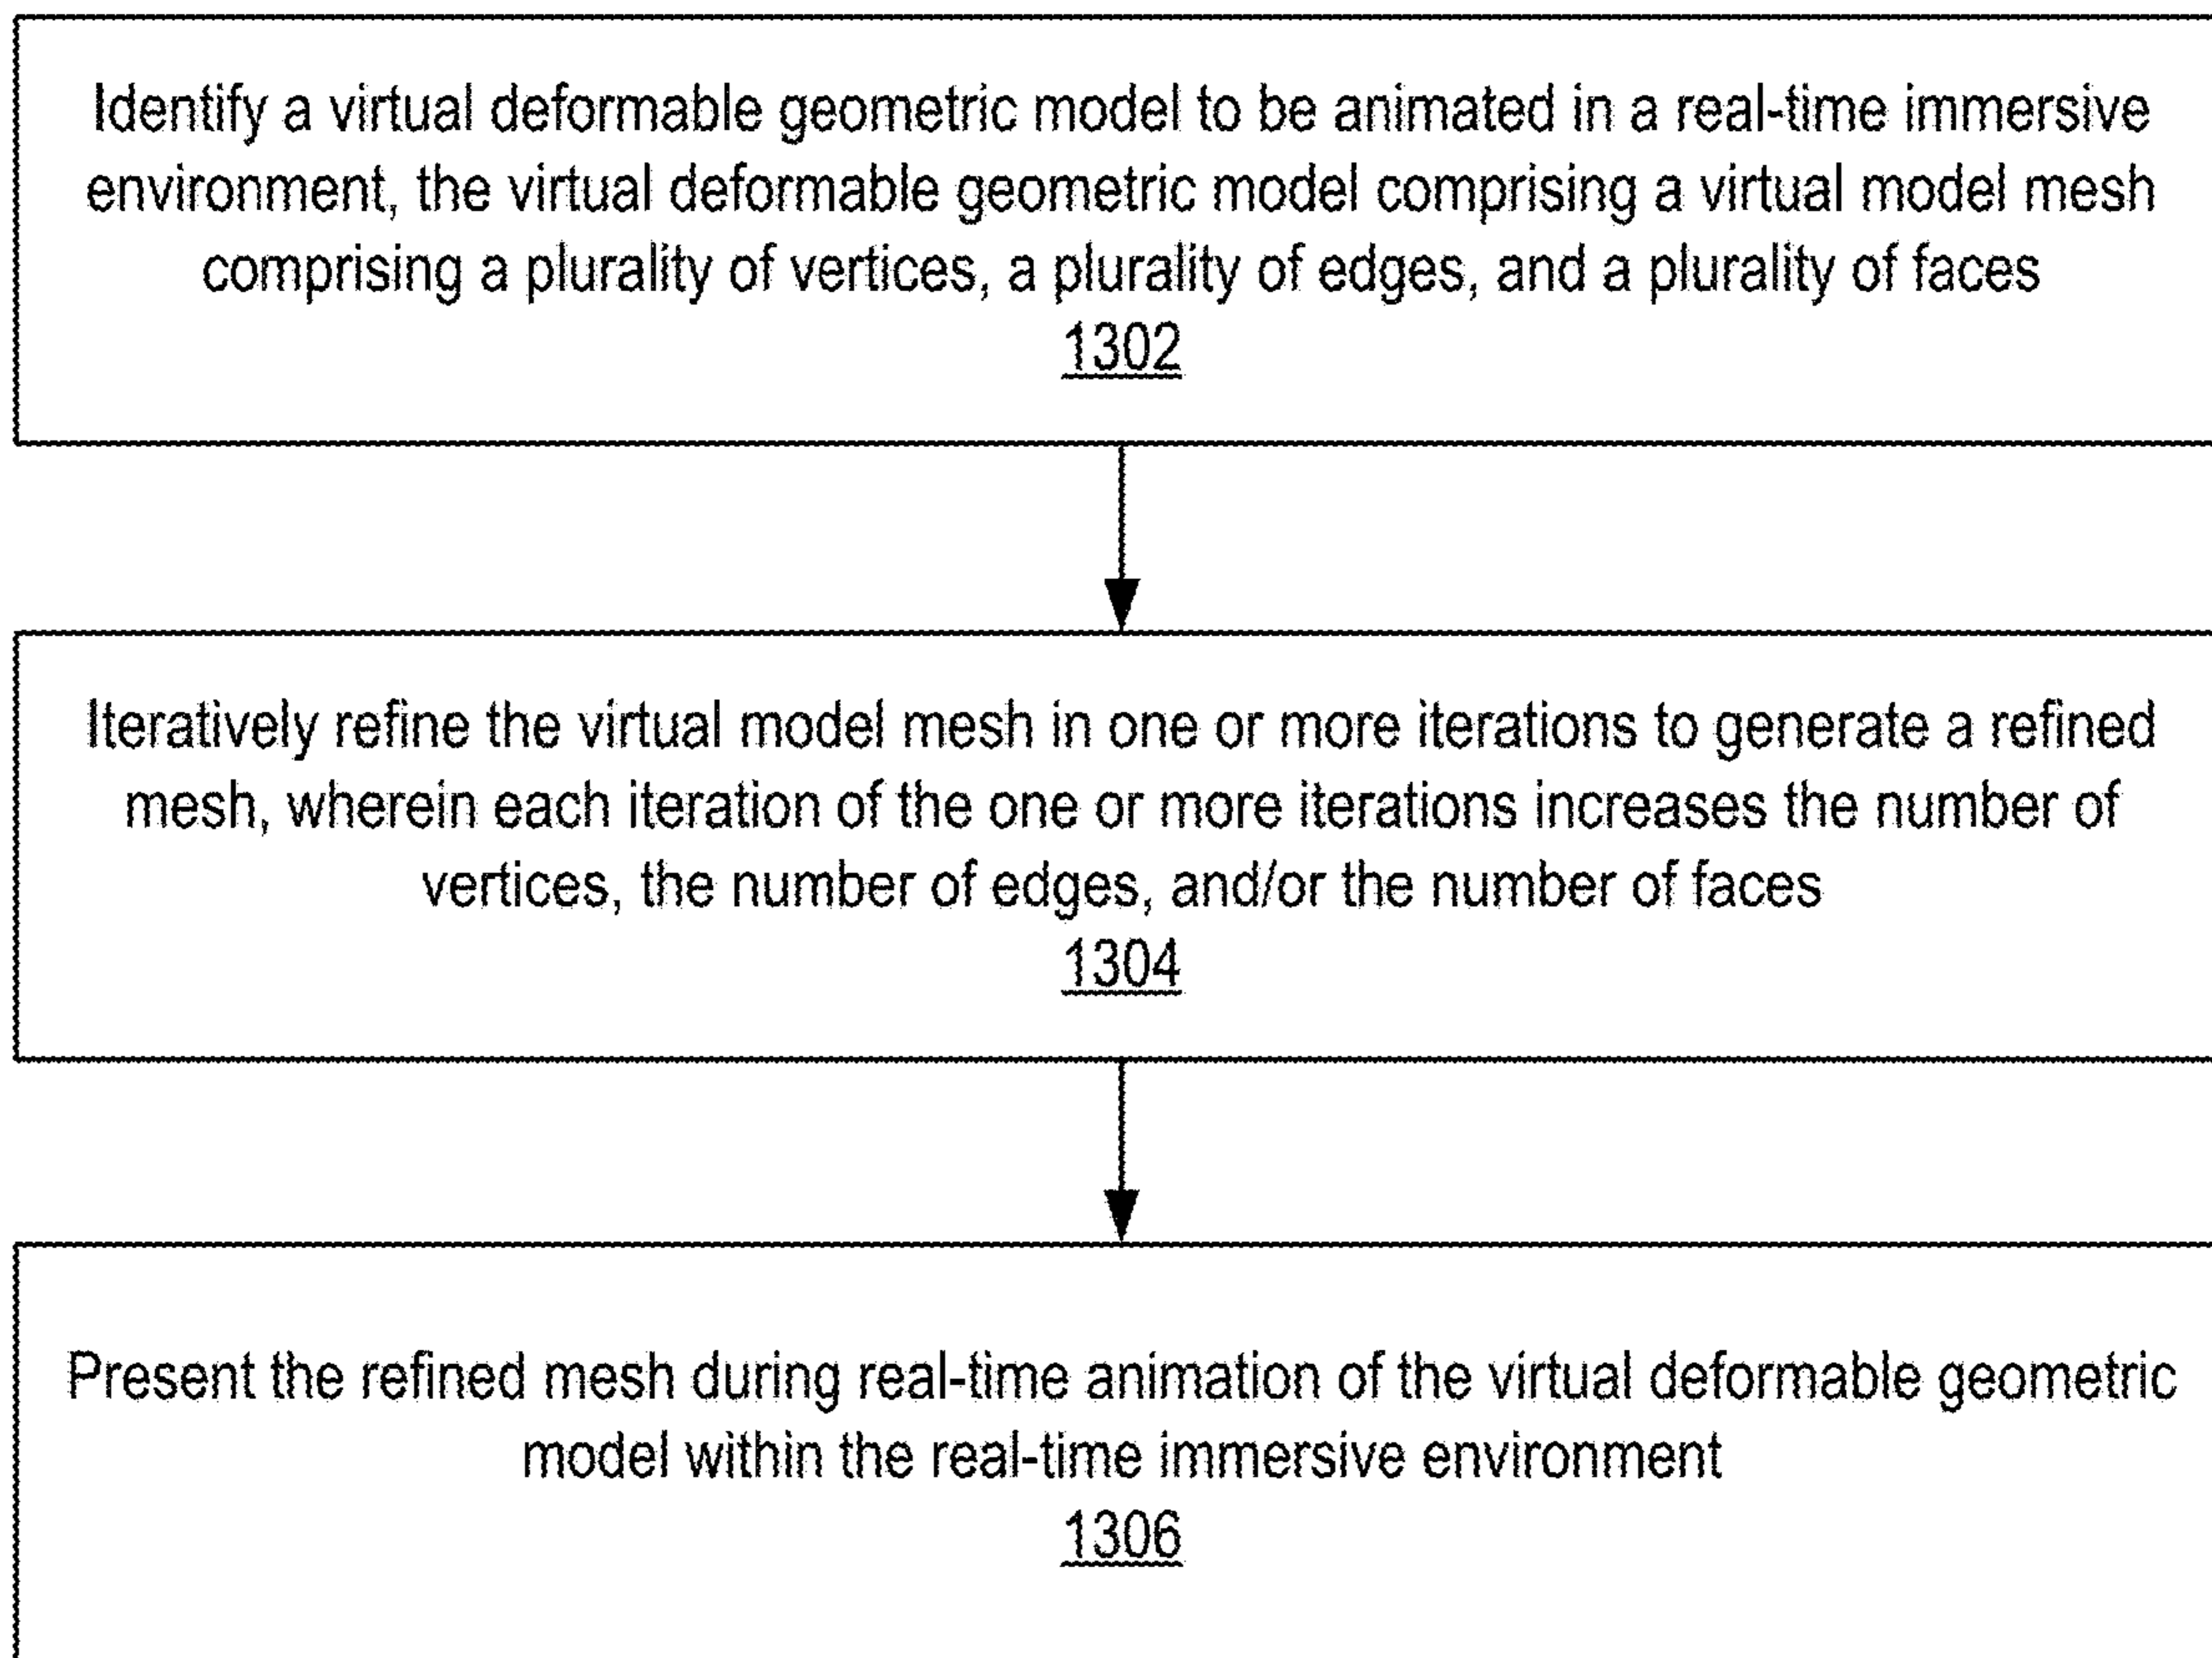 Identify a virtual deformable geometric model to be animated in a real-time immersive
environment, the virtual deformable geometric model comprising a virtual model mesh
comprising a plurality of vertices, a plurality of edges, and a plurality of faces
1302
Iteratively refine the virtual model mesh in one or more iterations to generate a refined
mesh, wherein each iteration of the one or more iterations increases the number of
vertices, the number of edges, and/or the number of faces
1304
Present the refined mesh during real-time animation of the virtual deformable geometric
model within the real-time immersive environment
1306